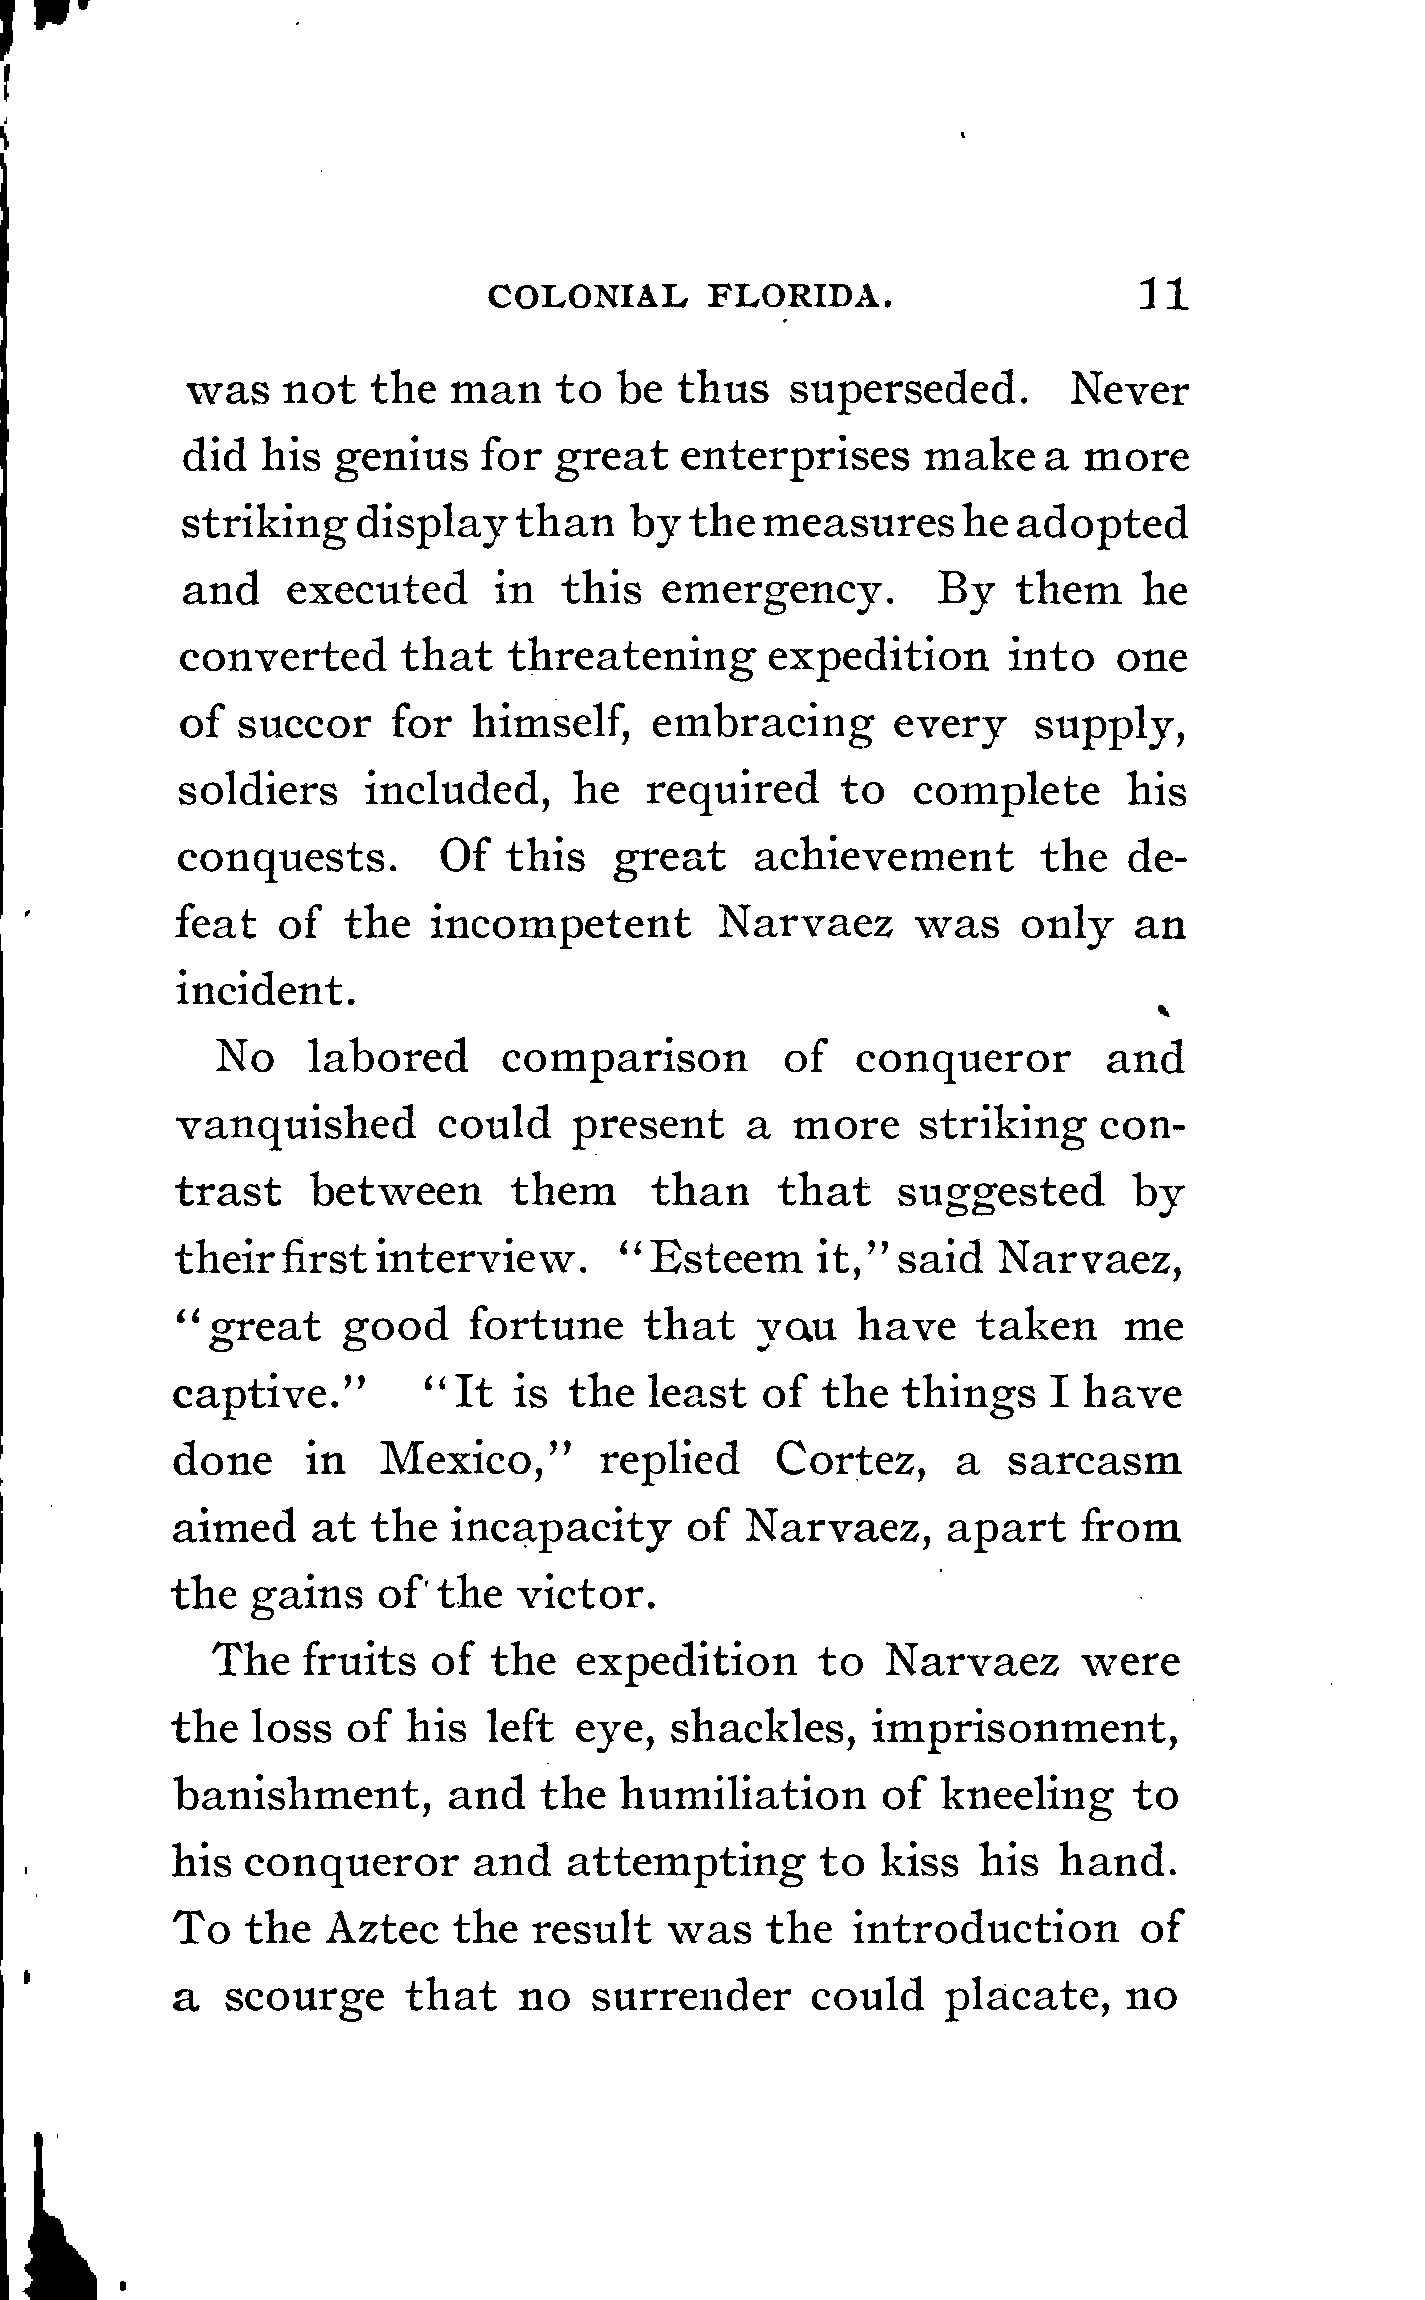 COLONIAL FLORIDA. 11
was not the man to be thus superseded. Never
did his genius for great enterprises make a more
striking display than by the measures he adopted
and executed in this emergency. By them he
converted that threatening expedition into one
of succor for himself, embracing every supply,
soldiers included, he required to complete his
conquests. Of this great achievement the de-
feat of the incompetent Narvaez was only an
incident.
No labored comparison of conqueror and
vanquished could present a more striking con-
trast between them than that suggested by
their first interview. "Esteem it," said Narvaez,
"great good fortune that you have taken me
captive." "It is the least of the things I have
done in Mexico," replied Cortez, a sarcasm
aimed at the incapacity of Narvaez, apart from
the gains of the victor.
The fruits of the expedition to Narvaez were
the loss of his left eye, shackles, imprisonment,
banishment, and the humiliation of kneeling to
his conqueror and attempting to kiss his hand.
To the Aztec the result was the introduction of
a scourge that no surrender could placate, no